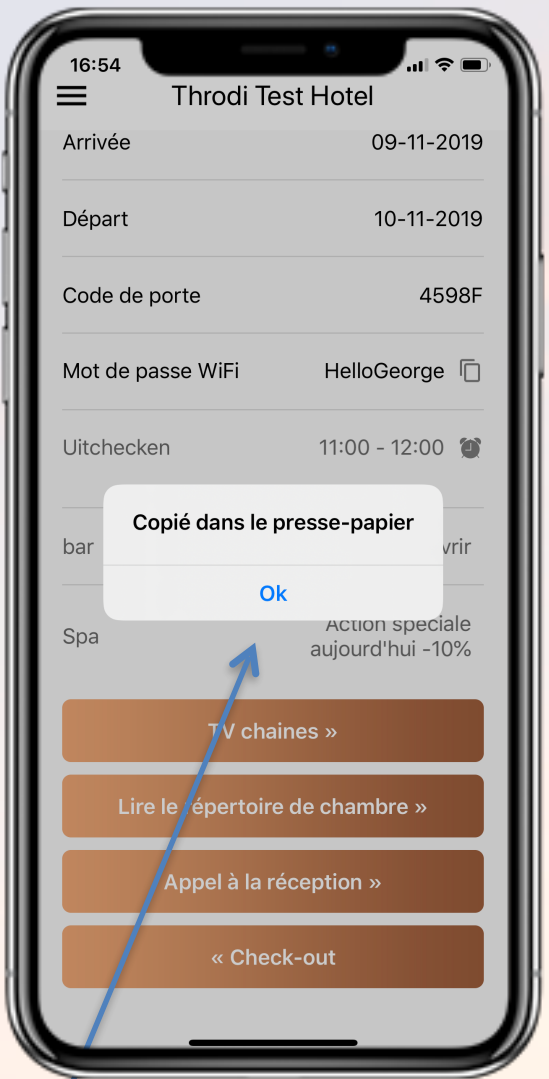 16:54
Throdi Test Hotel
Arrivée 09-11-2019
Départ 10-11-2019
Code de porte 4598F
Mot de passe WiFi HelloGeorge
Uitchecken 11:00 - 12:00
Copié dans le presse-papier
bar vrir
Ok
Spa Action spéciale
aujourd'hui -10%
TV chaines »
Lire le répertoire de chambre »
Appel à la réception »
« Check-out